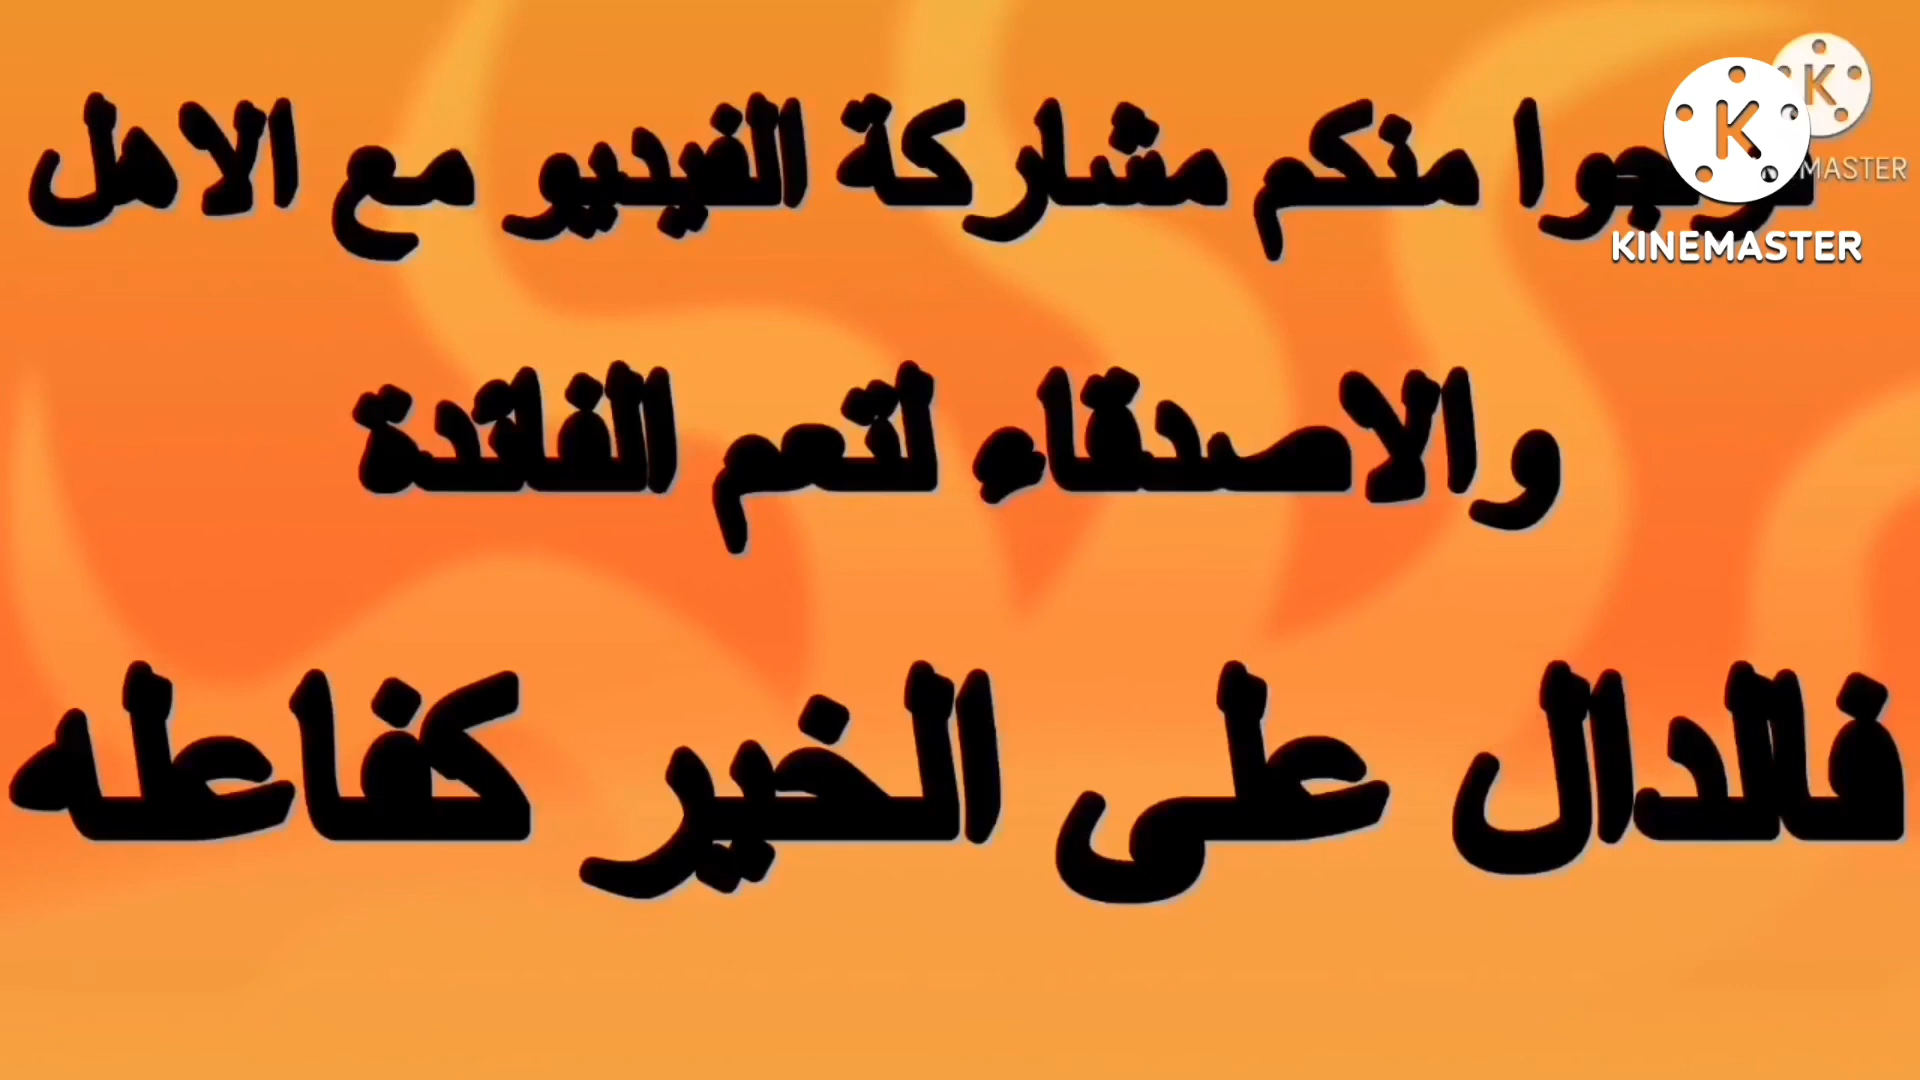 نرجوا منكم مشاركة الفيديو مع الاهل
والاصدقاء لتعم الفائدة
فالدال على الخير كفاعله
KINEMASTER
MASTER